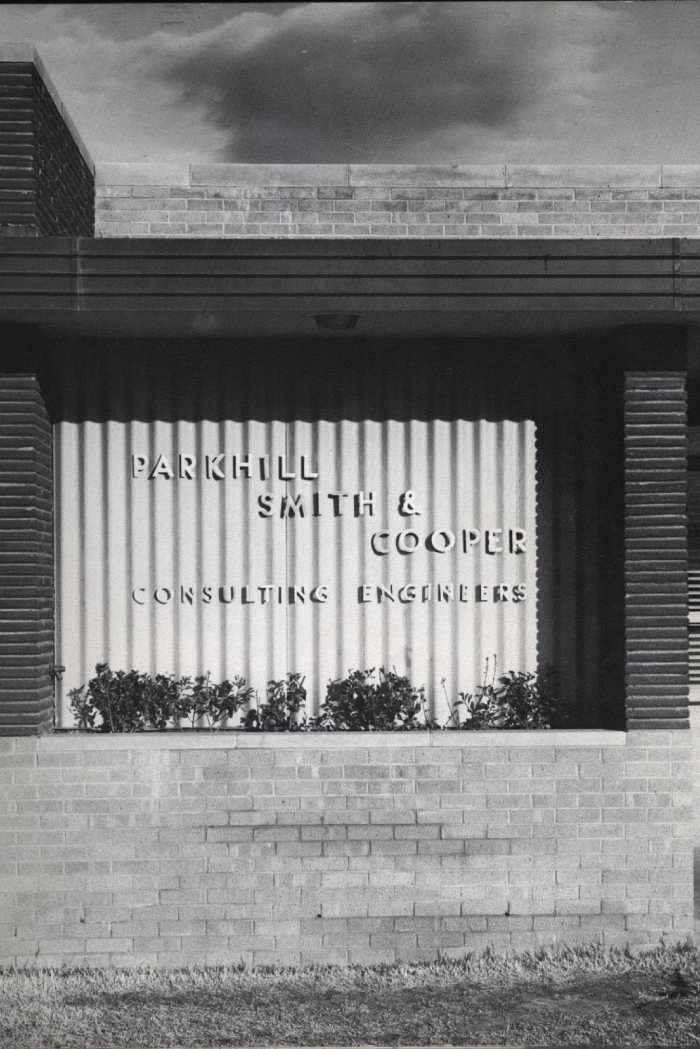 PARKHILL
SMITH &
COOPER
CONSULTING ENGINEERS